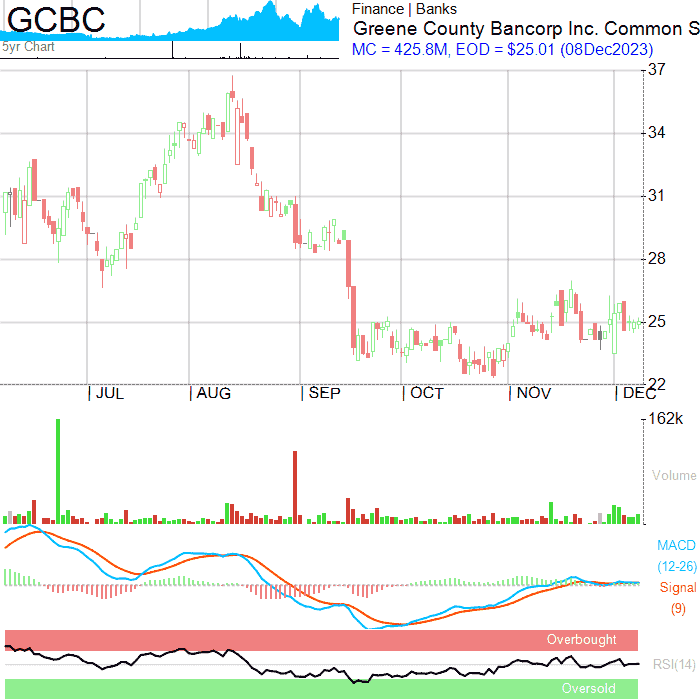 GCBC
5yr Chart
Finance | Banks
Greene County Bancorp Inc. Common S
MC = 425.8M, EOD = $25.01 (08Dec2023)
37
34
31
28
25
22
JUL AUG SEP OCT NOV DEC
162k
Volume
MACD
(12-26)
Signal
(9)
Overbought
RSI(14)
Oversold